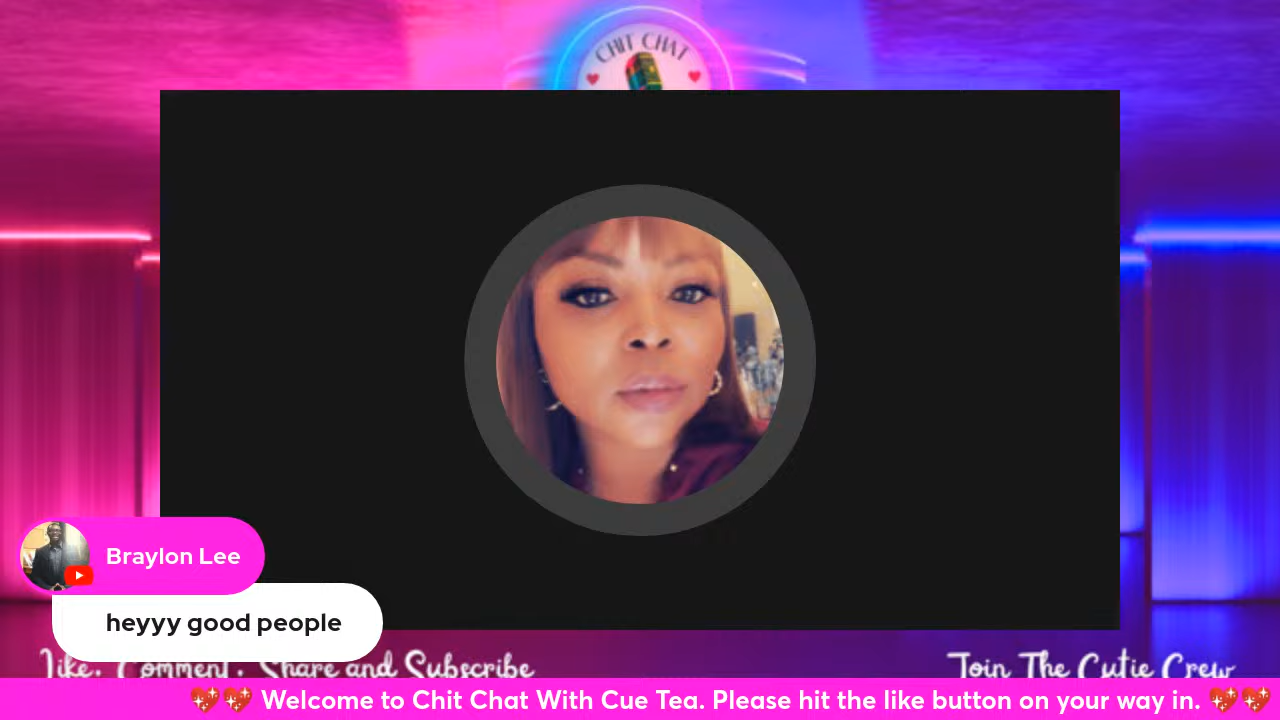 CHIT CHAT
Braylon Lee
heyyy good people
Like. Comment. Share and Subscribe
Join The Cutie Crew
💖💖 Welcome to Chit Chat With Cue Tea. Please hit the like button on your way in. 💖💖